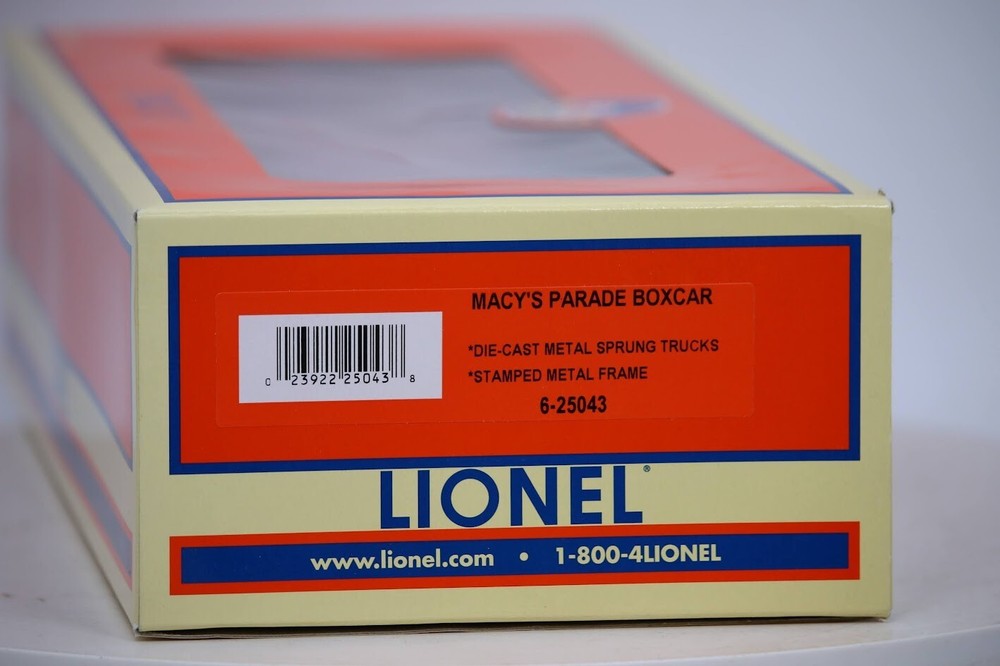 MACY'S PARADE BOXCAR
*DIE-CAST METAL SPRUNG TRUCKS
*STAMPED METAL FRAME
6-25043
0 23922 25043 8
LIONEL®
www.lionel.com • 1-800-4LIONEL